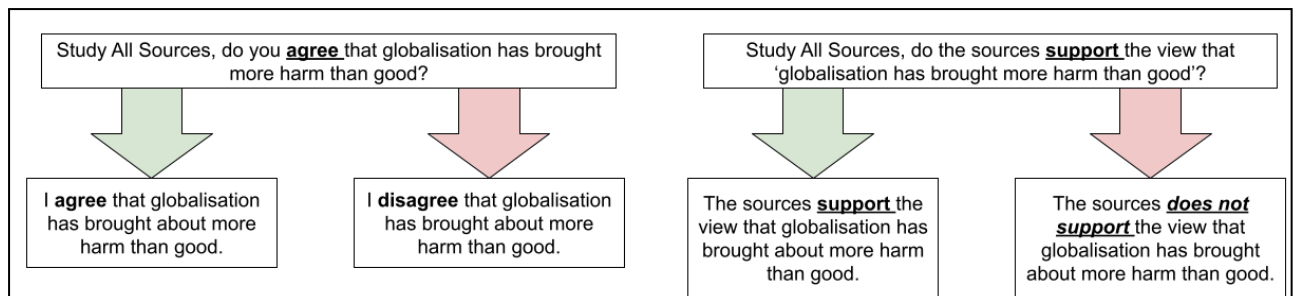 Study All Sources, do you agree that globalisation has brought
more harm than good?
Study All Sources, do the sources support the view that
‘globalisation has brought more harm than good’?
I agree that globalisation
has brought about more
harm than good.
I disagree that globalisation
has brought about more
harm than good.
The sources support the
view that globalisation has
brought about more harm
than good.
The sources does not
support the view that
globalisation has brought
about more harm than good.